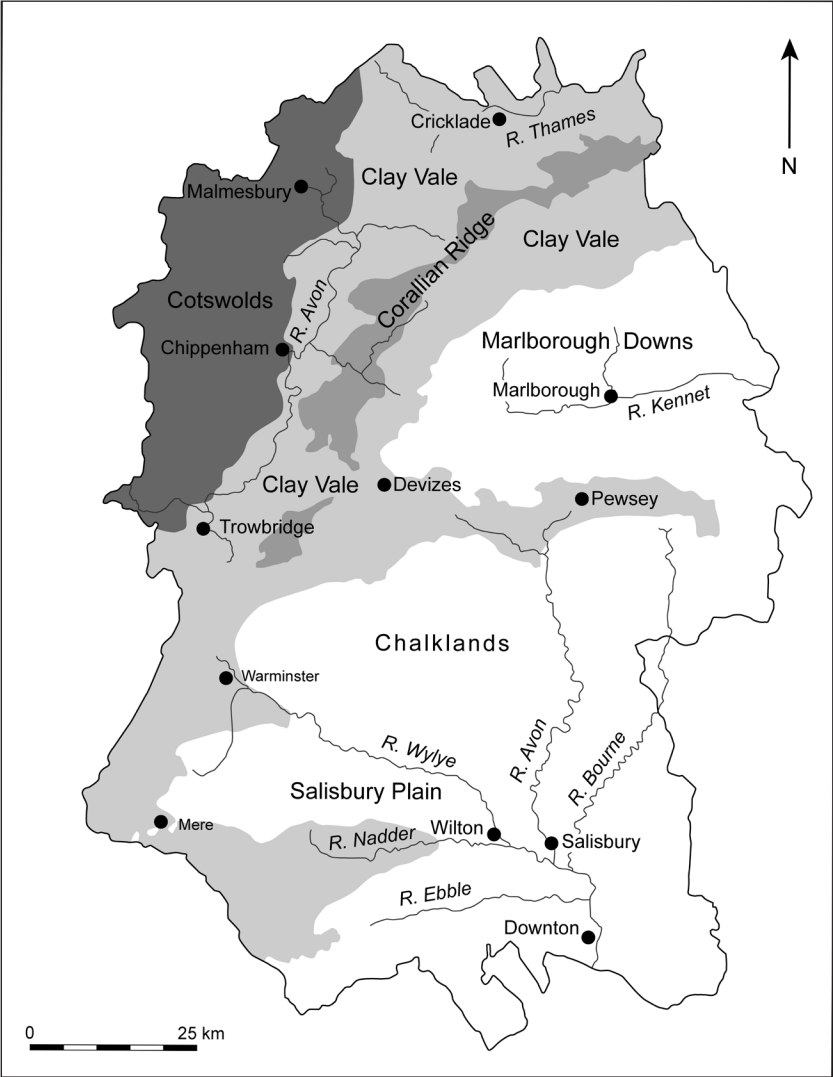 Cricklade
R. Thames
N
Clay Vale
Malmesbury
Corallian Ridge
Clay Vale
Cotswolds
R. Avon
Chippenham
Marlborough Downs
Marlborough
R. Kennet
Clay Vale
Devizes
Pewsey
Trowbridge
Chalklands
Warminster
R. Wylye
R. Avon
R. Bourne
Salisbury Plain
Mere
R. Nadder
Wilton
Salisbury
R. Ebble
Downton
0 25 km